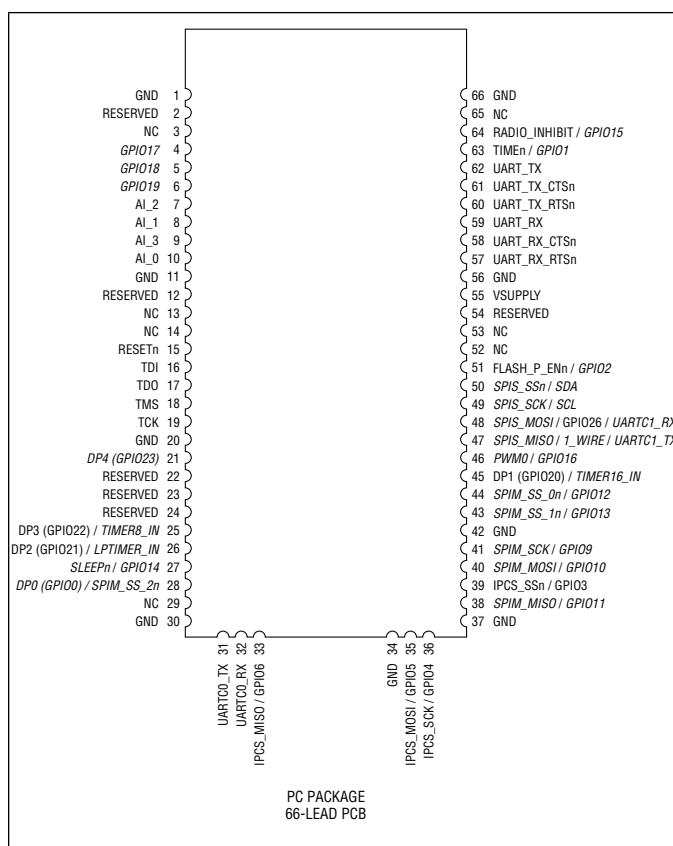 GND 1
RESERVED 2
NC 3
GPIO17 4
GPIO18 5
GPIO19 6
AI_2 7
AI_1 8
AI_3 9
AI_0 10
GND 11
RESERVED 12
NC 13
NC 14
RESETn 15
TDI 16
TDO 17
TMS 18
TCK 19
GND 20
DP4 (GPIO23) 21
RESERVED 22
RESERVED 23
RESERVED 24
DP3 (GPIO22) / TIMER8_IN 25
DP2 (GPIO21) / LPTIMER_IN 26
SLEEPn / GPIO14 27
DP0 (GPIO0) / SPIM_SS_2n 28
NC 29
GND 30
66 GND
65 NC
64 RADIO_INHIBIT / GPIO15
63 TIMEn / GPIO1
62 UART_TX
61 UART_TX_CTSn
60 UART_TX_RTSn
59 UART_RX
58 UART_RX_CTSn
57 UART_RX_RTSn
56 GND
55 VSUPPLY
54 RESERVED
53 NC
52 NC
51 FLASH_P_ENn / GPIO2
50 SPIS_SSn / SDA
49 SPIS_SCK / SCL
48 SPIS_MOSI / GPIO26 / UARTC1_RX
47 SPIS_MISO / 1_WIRE / UARTC1_TX
46 PWM0 / GPIO16
45 DP1 (GPIO20) / TIMER16_IN
44 SPIM_SS_0n / GPIO12
43 SPIM_SS_1n / GPIO13
42 GND
41 SPIM_SCK / GPIO9
40 SPIM_MOSI / GPIO10
39 IPCS_SSn / GPIO3
38 SPIM_MISO / GPIO11
37 GND
UARTC0_TX 31
UARTC0_RX 32
IPCS_MISO / GPIO6 33
GND 34
IPCS_MOSI / GPIO5 35
IPCS_SCK / GPIO4 36
PC PACKAGE
66-LEAD PCB